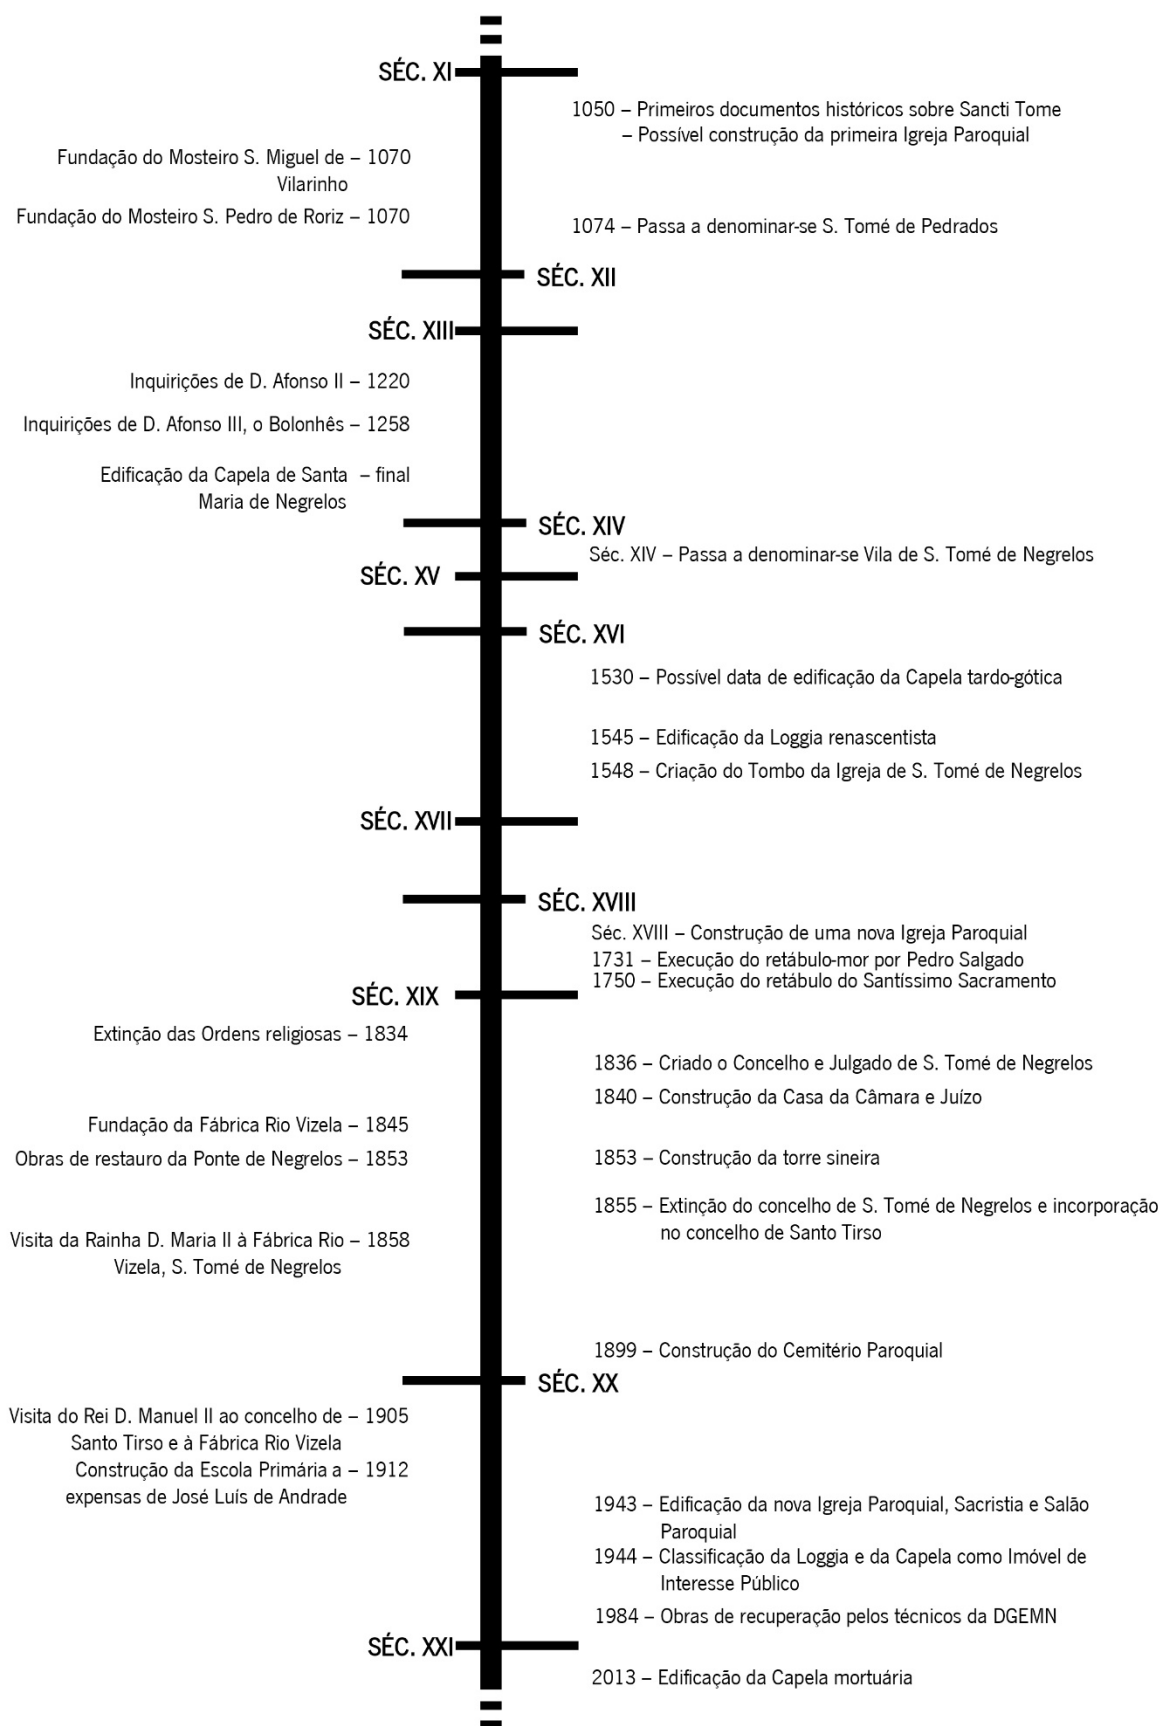 SÉC. XI
1050 – Primeiros documentos históricos sobre Sancti Tome
– Possível construção da primeira Igreja Paroquial
Fundação do Mosteiro S. Miguel de – 1070
Vilarinho
Fundação do Mosteiro S. Pedro de Roriz – 1070
1074 – Passa a denominar-se S. Tomé de Pedrados
SÉC. XII
SÉC. XIII
Inquirições de D. Afonso II – 1220
Inquirições de D. Afonso III, o Bolonhês – 1258
Edificação da Capela de Santa – final
Maria de Negrelos
SÉC. XIV
Séc. XIV – Passa a denominar-se Vila de S. Tomé de Negrelos
SÉC. XV
SÉC. XVI
1530 – Possível data de edificação da Capela tardo-gótica
1545 – Edificação da Loggia renascentista
1548 – Criação do Tombo da Igreja de S. Tomé de Negrelos
SÉC. XVII
SÉC. XVIII
Séc. XVIII – Construção de uma nova Igreja Paroquial
1731 – Execução do retábulo-mor por Pedro Salgado
1750 – Execução do retábulo do Santíssimo Sacramento
SÉC. XIX
Extinção das Ordens religiosas – 1834
1836 – Criado o Concelho e Julgado de S. Tomé de Negrelos
1840 – Construção da Casa da Câmara e Juízo
Fundação da Fábrica Rio Vizela – 1845
Obras de restauro da Ponte de Negrelos – 1853
1853 – Construção da torre sineira
1855 – Extinção do concelho de S. Tomé de Negrelos e incorporação
no concelho de Santo Tirso
Visita da Rainha D. Maria II à Fábrica Rio – 1858
Vizela, S. Tomé de Negrelos
1899 – Construção do Cemitério Paroquial
SÉC. XX
Visita do Rei D. Manuel II ao concelho de – 1905
Santo Tirso e à Fábrica Rio Vizela
Construção da Escola Primária a – 1912
expensas de José Luís de Andrade
1943 – Edificação da nova Igreja Paroquial, Sacristia e Salão
Paroquial
1944 – Classificação da Loggia e da Capela como Imóvel de
Interesse Público
1984 – Obras de recuperação pelos técnicos da DGEMN
SÉC. XXI
2013 – Edificação da Capela mortuária